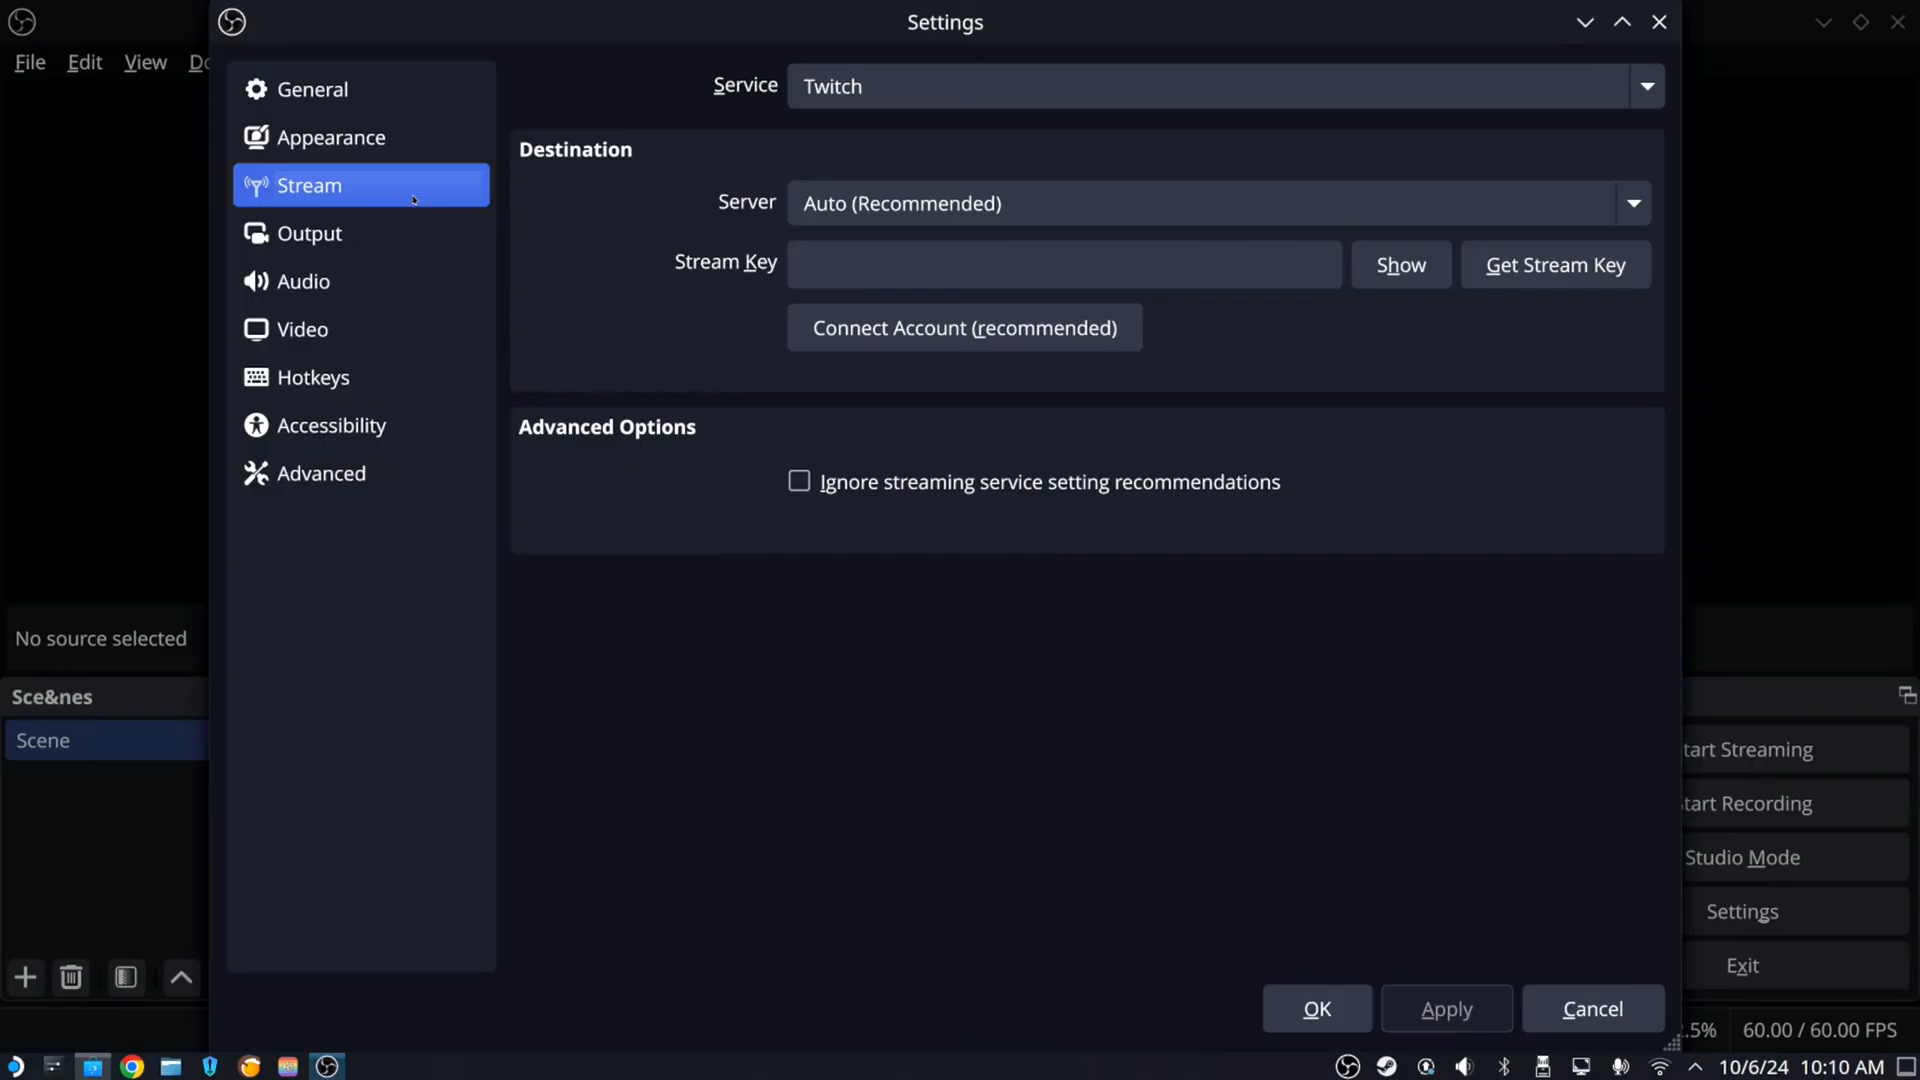 Settings
File Edit View Do
General
Appearance
Stream
Output
Audio
Video
Hotkeys
Accessibility
Advanced
Service Twitch
Destination
Server Auto (Recommended)
Stream Key Show Get Stream Key
Connect Account (recommended)
Advanced Options
Ignore streaming service setting recommendations
No source selected
Sce&nes
Scene
tart Streaming
tart Recording
Studio Mode
Settings
Exit
OK Apply Cancel
.5% 60.00 / 60.00 FPS
10/6/24 10:10 AM